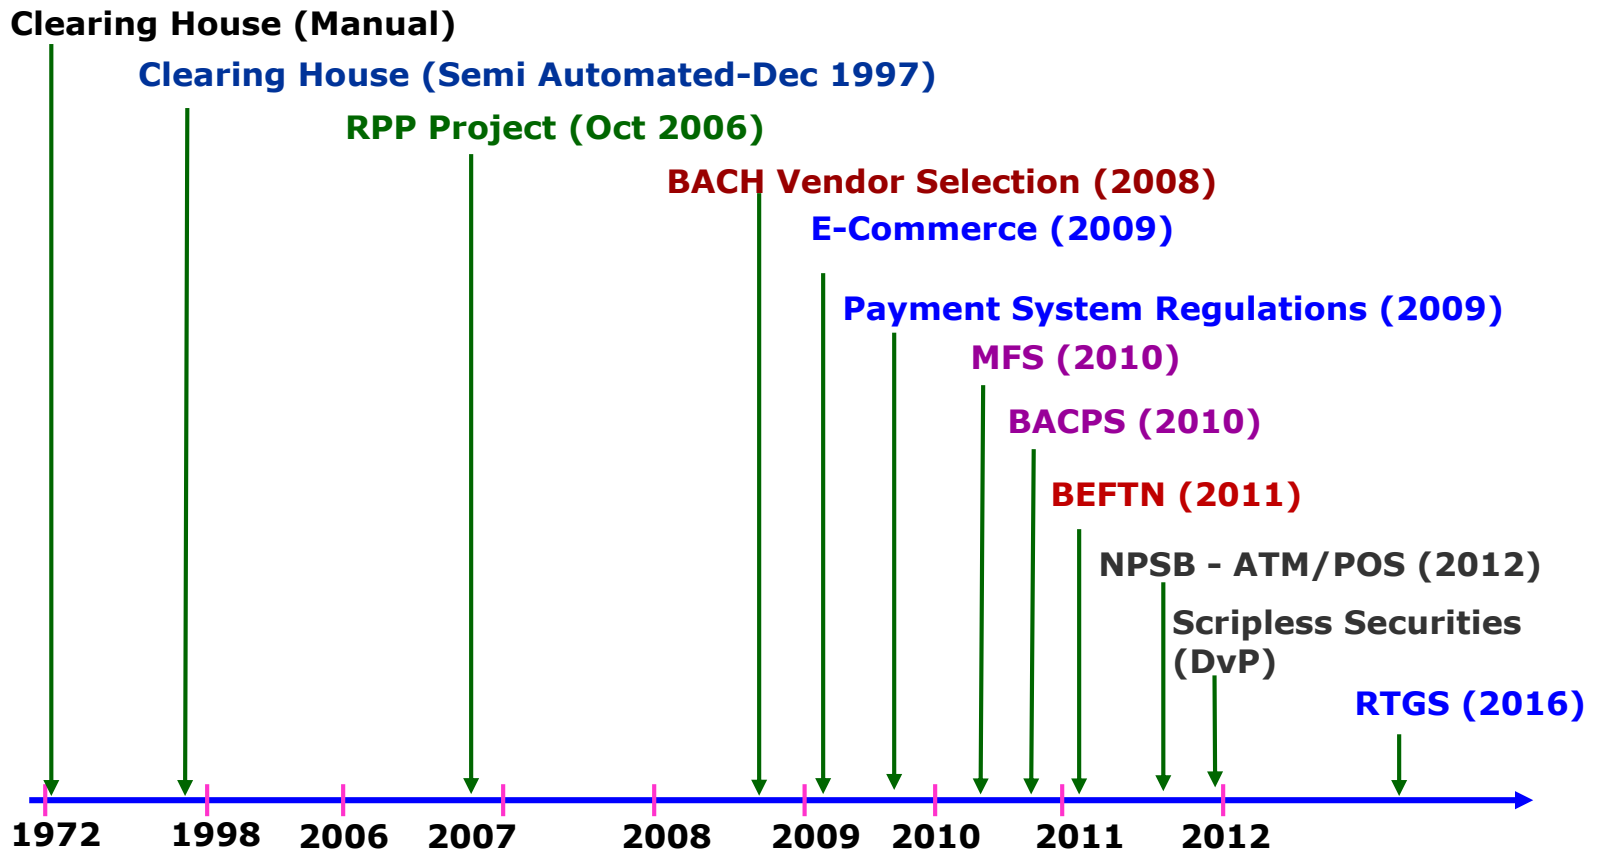 Clearing House (Manual)
Clearing House (Semi Automated-Dec 1997)
RPP Project (Oct 2006)
BACH Vendor Selection (2008)
E-Commerce (2009)
Payment System Regulations (2009)
MFS (2010)
BACPS (2010)
BEFTN (2011)
NPSB - ATM/POS (2012)
Scripless Securities
(DvP)
RTGS (2016)
1972 1998 2006 2007 2008 2009 2010 2011 2012